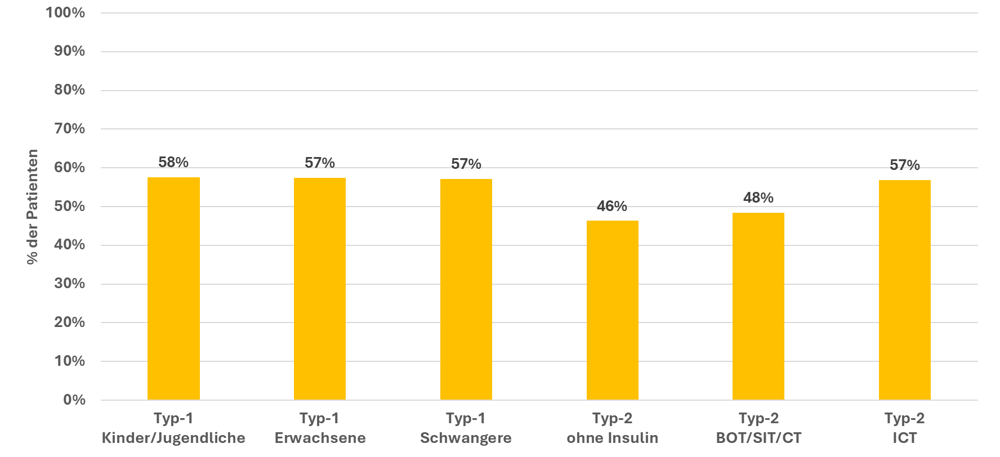 100%
90%
80%
70%
60%
50%
40%
30%
20%
10%
0%
% der Patienten
58%
57%
57%
46%
48%
57%
Typ-1
Kinder/Jugendliche
Typ-1
Erwachsene
Typ-1
Schwangere
Typ-2
ohne Insulin
Typ-2
BOT/SIT/CT
Typ-2
ICT